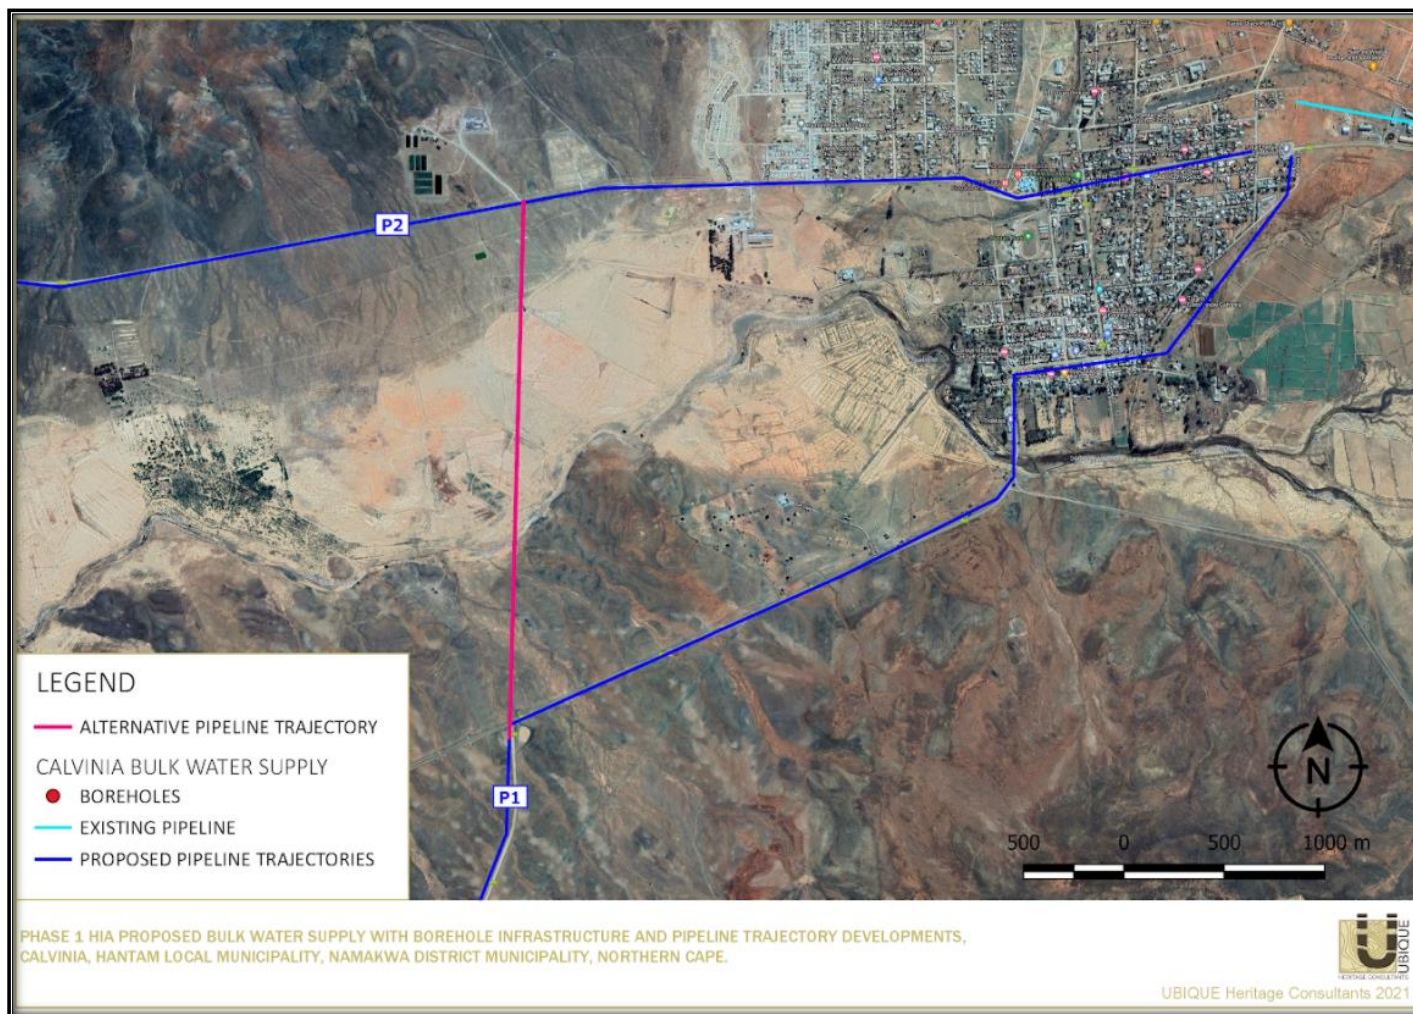 P2
P1
LEGEND
ALTERNATIVE PIPELINE TRAJECTORY
CALVINIA BULK WATER SUPPLY
BOREHOLES
EXISTING PIPELINE
PROPOSED PIPELINE TRAJECTORIES
N
500 0 500 1000 m
PHASE 1 HIA PROPOSED BULK WATER SUPPLY WITH BOREHOLE INFRASTRUCTURE AND PIPELINE TRAJECTORY DEVELOPMENTS,
CALVINIA, HANTAM LOCAL MUNICIPALITY, NAMAKWA DISTRICT MUNICIPALITY, NORTHERN CAPE.
Ü
UBIQUE
HERITAGE CONSULTANTS
UBIQUE Heritage Consultants 2021